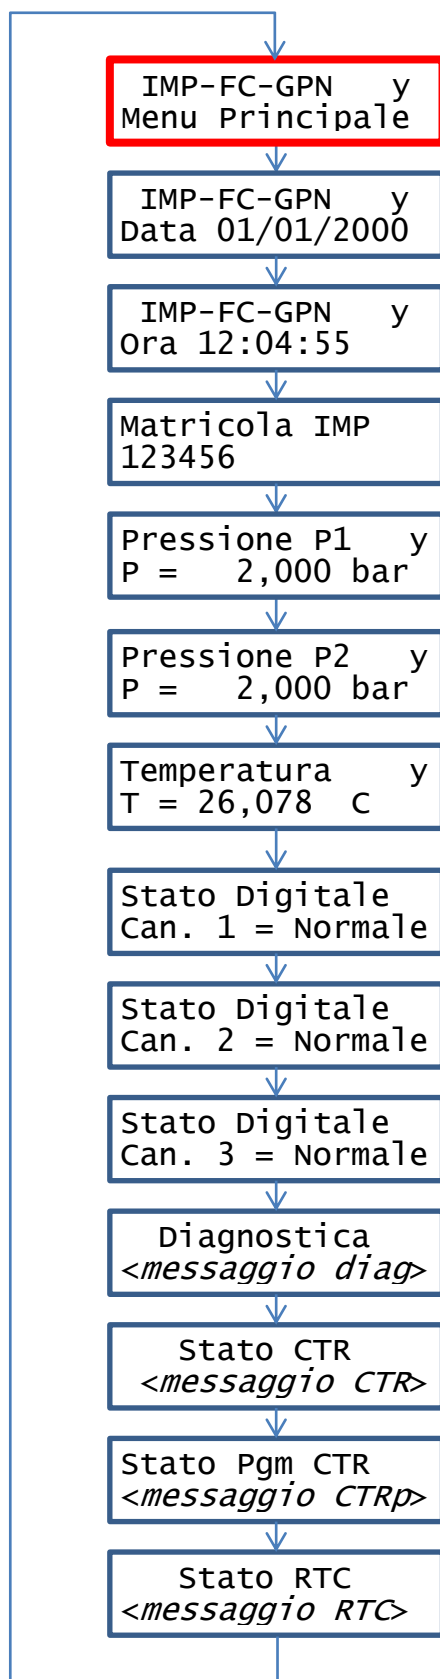 IMP-FC-GPN y
Menu Principale
IMP-FC-GPN y
Data 01/01/2000
IMP-FC-GPN y
Ora 12:04:55
Matricola IMP
123456
Pressione P1 y
P = 2,000 bar
Pressione P2 y
P = 2,000 bar
Temperatura y
T = 26,078 C
Stato Digitale
Can. 1 = Normale
Stato Digitale
Can. 2 = Normale
Stato Digitale
Can. 3 = Normale
Diagnostica
<messaggio diag>
Stato CTR
<messaggio CTR>
Stato Pgm CTR
<messaggio CTRp>
Stato RTC
<messaggio RTC>